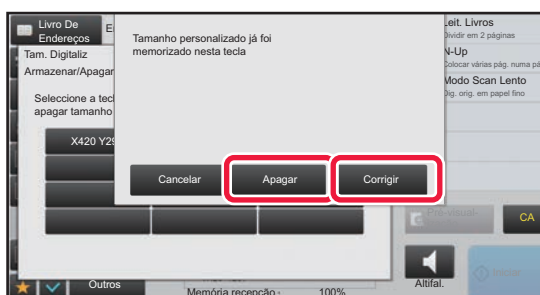 Livro De
Endereços
Tam. Digitaliz
Armazenar/Apagar
Seleccione a tecl
apagar tamanho
X420 Y29
Tamanho personalizado já foi
memorizado nesta tecla
Cancelar
Apagar
Corrigir
Leit. Livros
Dividir em 2 páginas
N-Up
Colocar várias pág. numa pá
Modo Scan Lento
Dig. orig. em papel fino
CA
Altifal.
Iniciar
Outros
Memória recepção :
100%